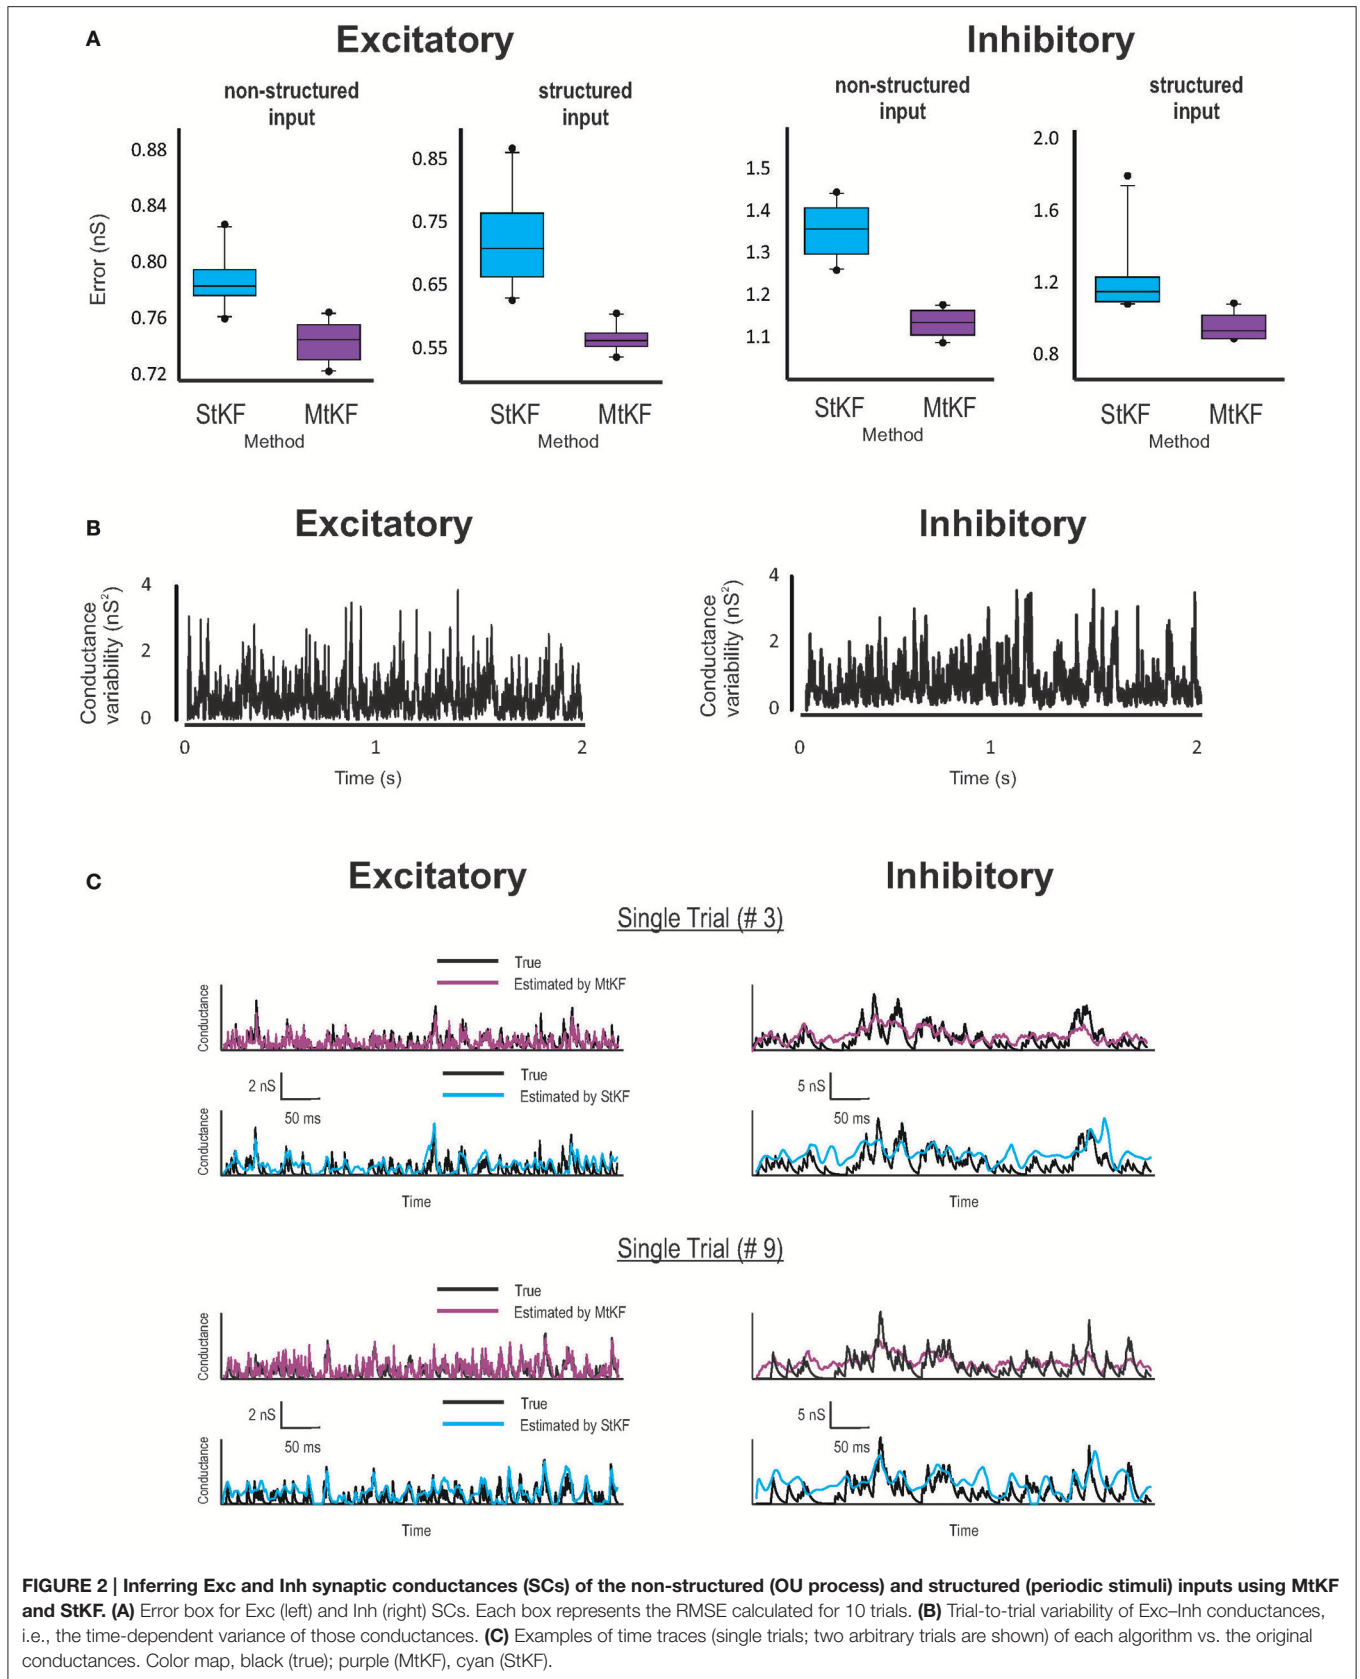 A
Excitatory
Inhibitory
non-structured
input
structured
input
non-structured
input
structured
input
Error (nS)
0.88
0.84
0.80
0.76
0.72
0.85
0.75
0.65
0.55
1.5
1.4
1.3
1.2
1.1
2.0
1.6
1.2
0.8
StKF MtKF
Method
StKF MtKF
Method
StKF MtKF
Method
StKF MtKF
Method
B
Excitatory
Inhibitory
Conductance
variability (nS²)
4
2
0
0 1 2
Time (s)
Conductance
variability (nS²)
4
2
0
0 1 2
Time (s)
C
Excitatory
Inhibitory
Single Trial (# 3)
True
Estimated by MtKF
Conductance
2 nS
50 ms
5 nS
50 ms
True
Estimated by StKF
Conductance
Time
Time
Single Trial (# 9)
True
Estimated by MtKF
Conductance
2 nS
50 ms
5 nS
50 ms
True
Estimated by StKF
Conductance
Time
Time
FIGURE 2 | Inferring Exc and Inh synaptic conductances (SCs) of the non-structured (OU process) and structured (periodic stimuli) inputs using MtKF
and StKF. (A) Error box for Exc (left) and Inh (right) SCs. Each box represents the RMSE calculated for 10 trials. (B) Trial-to-trial variability of Exc–Inh conductances,
i.e., the time-dependent variance of those conductances. (C) Examples of time traces (single trials; two arbitrary trials are shown) of each algorithm vs. the original
conductances. Color map, black (true); purple (MtKF), cyan (StKF).